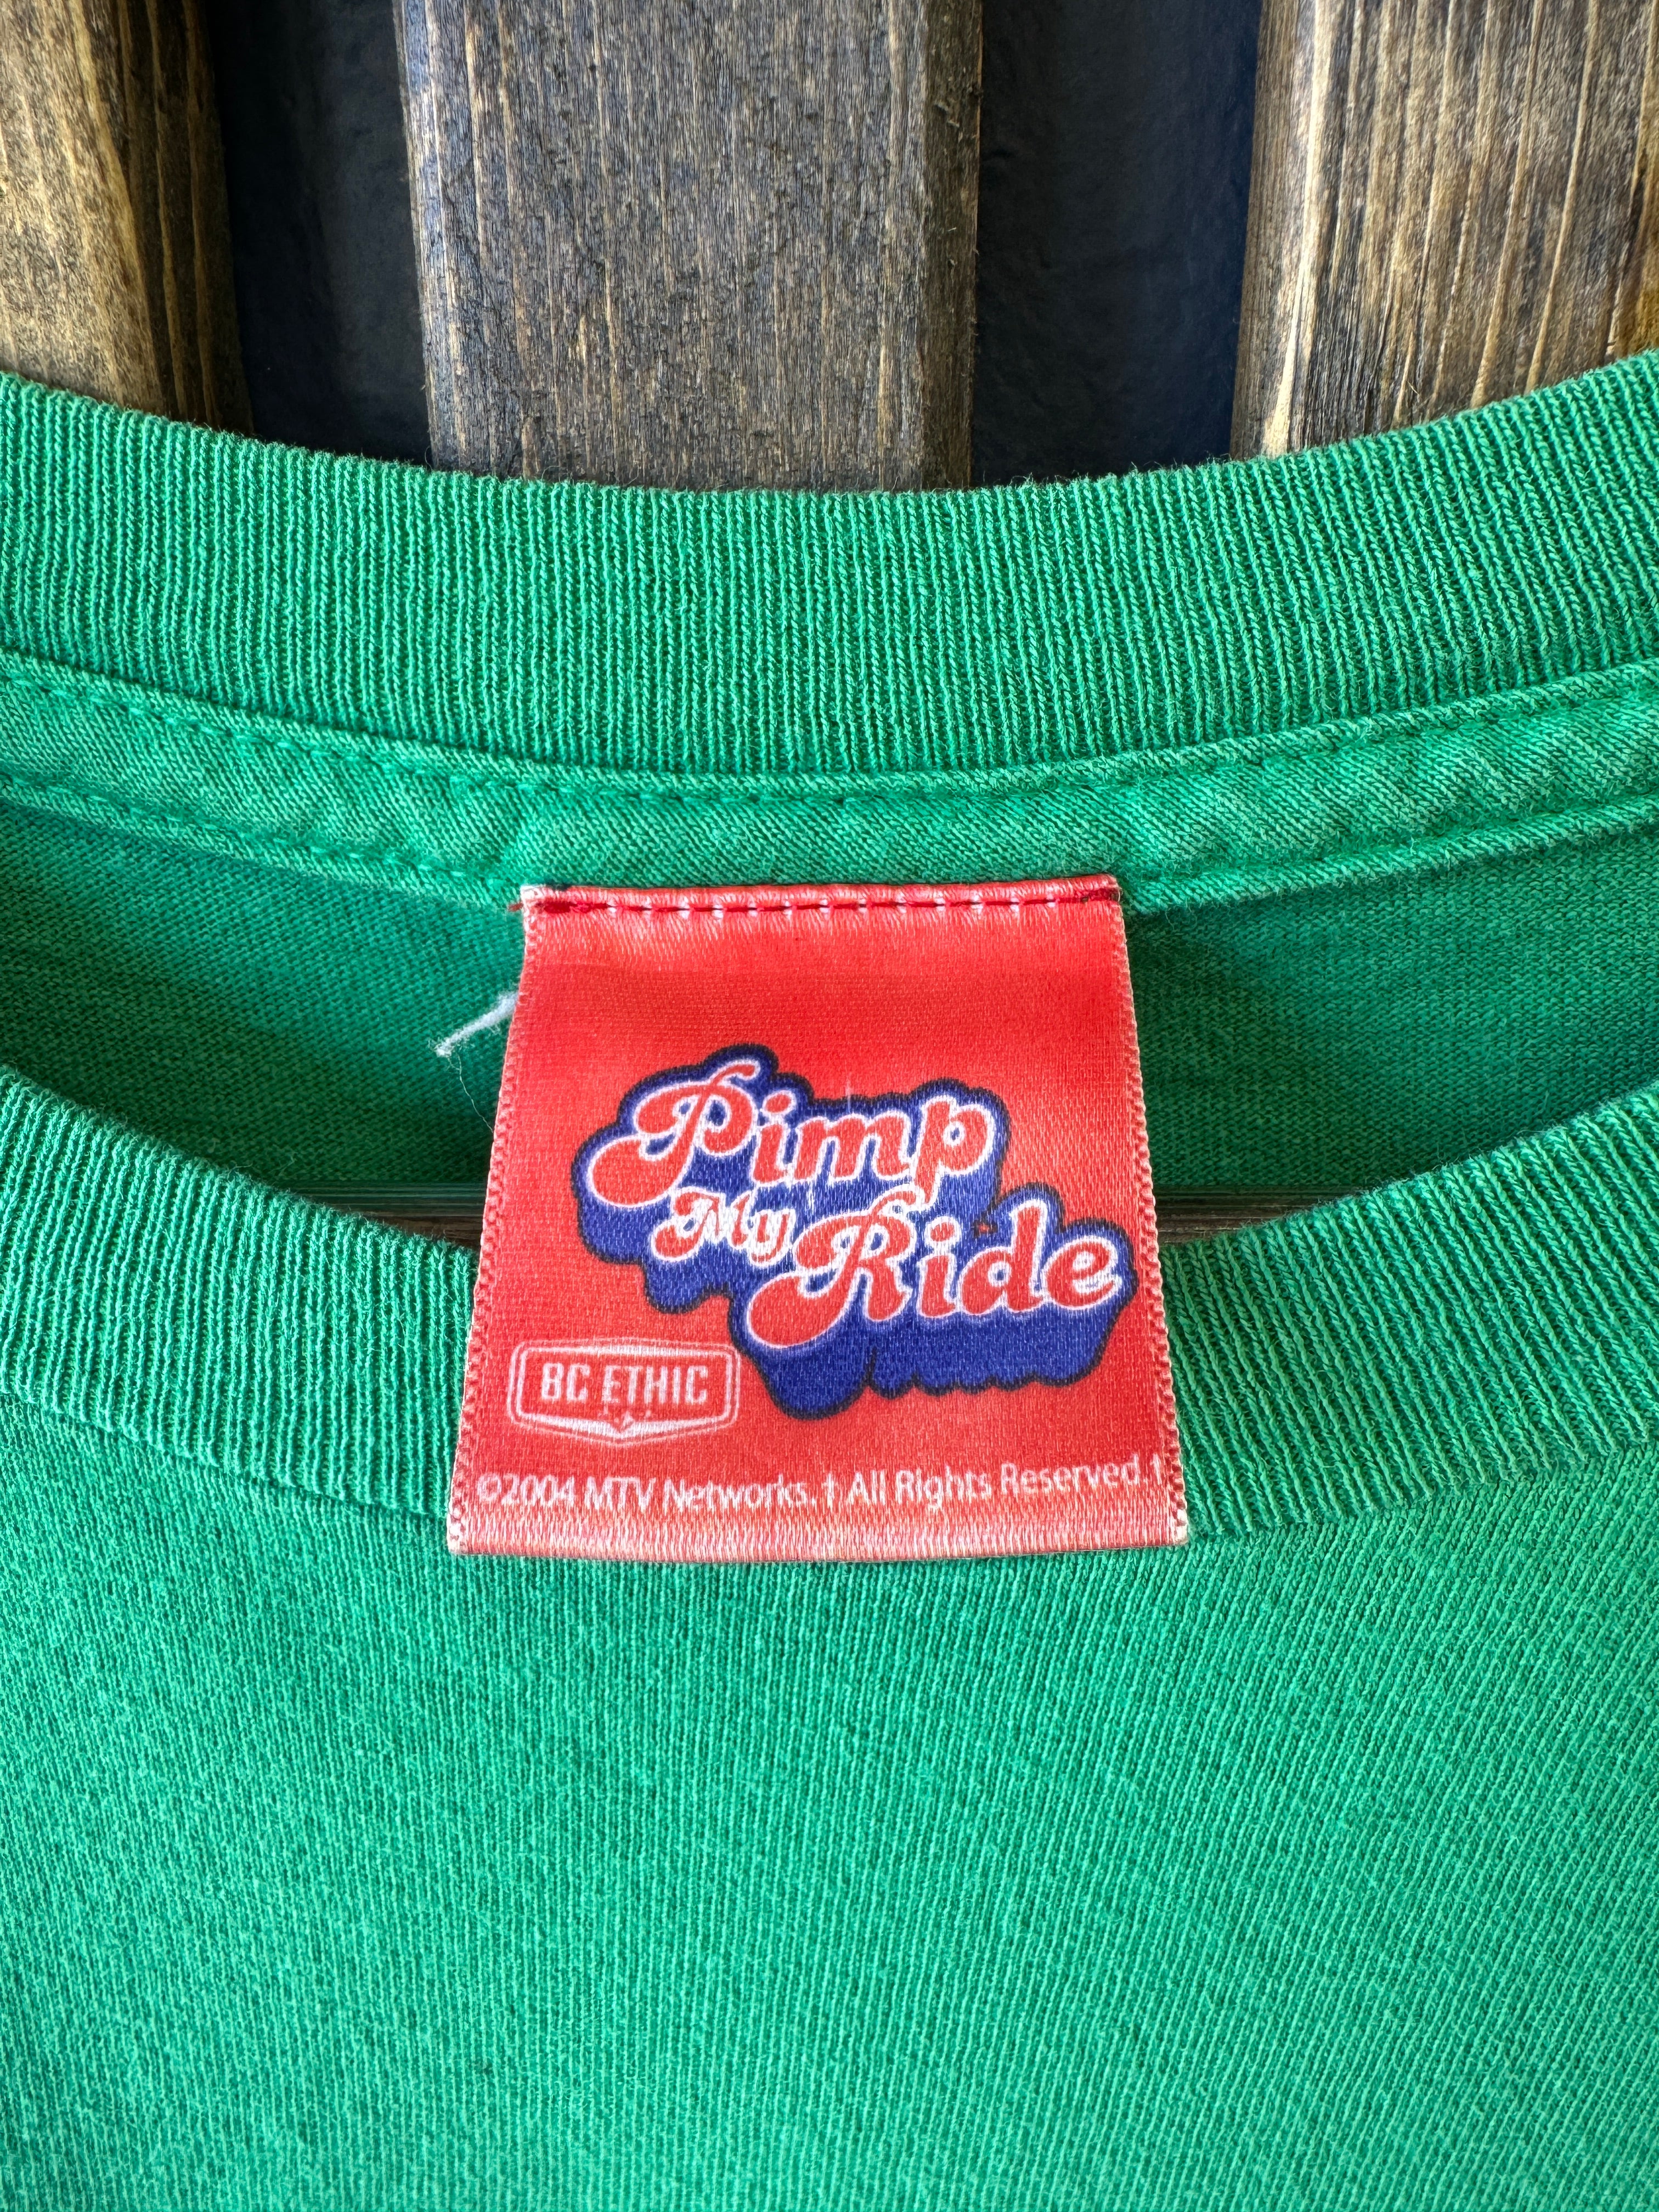 Pimp
My Ride
BC ETHIC
©2004 MTV Networks. † All Rights Reserved. †